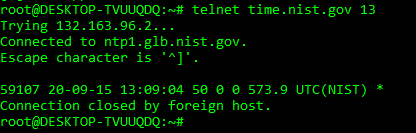 root@DESKTOP-TVUUQDQ:~# telnet time.nist.gov 13
Trying 132.163.96.2...
Connected to ntp1.glb.nist.gov.
Escape character is '^]'.
59107 20-09-15 13:09:04 50 0 0 573.9 UTC(NIST) *
Connection closed by foreign host.
root@DESKTOP-TVUUQDQ:~#